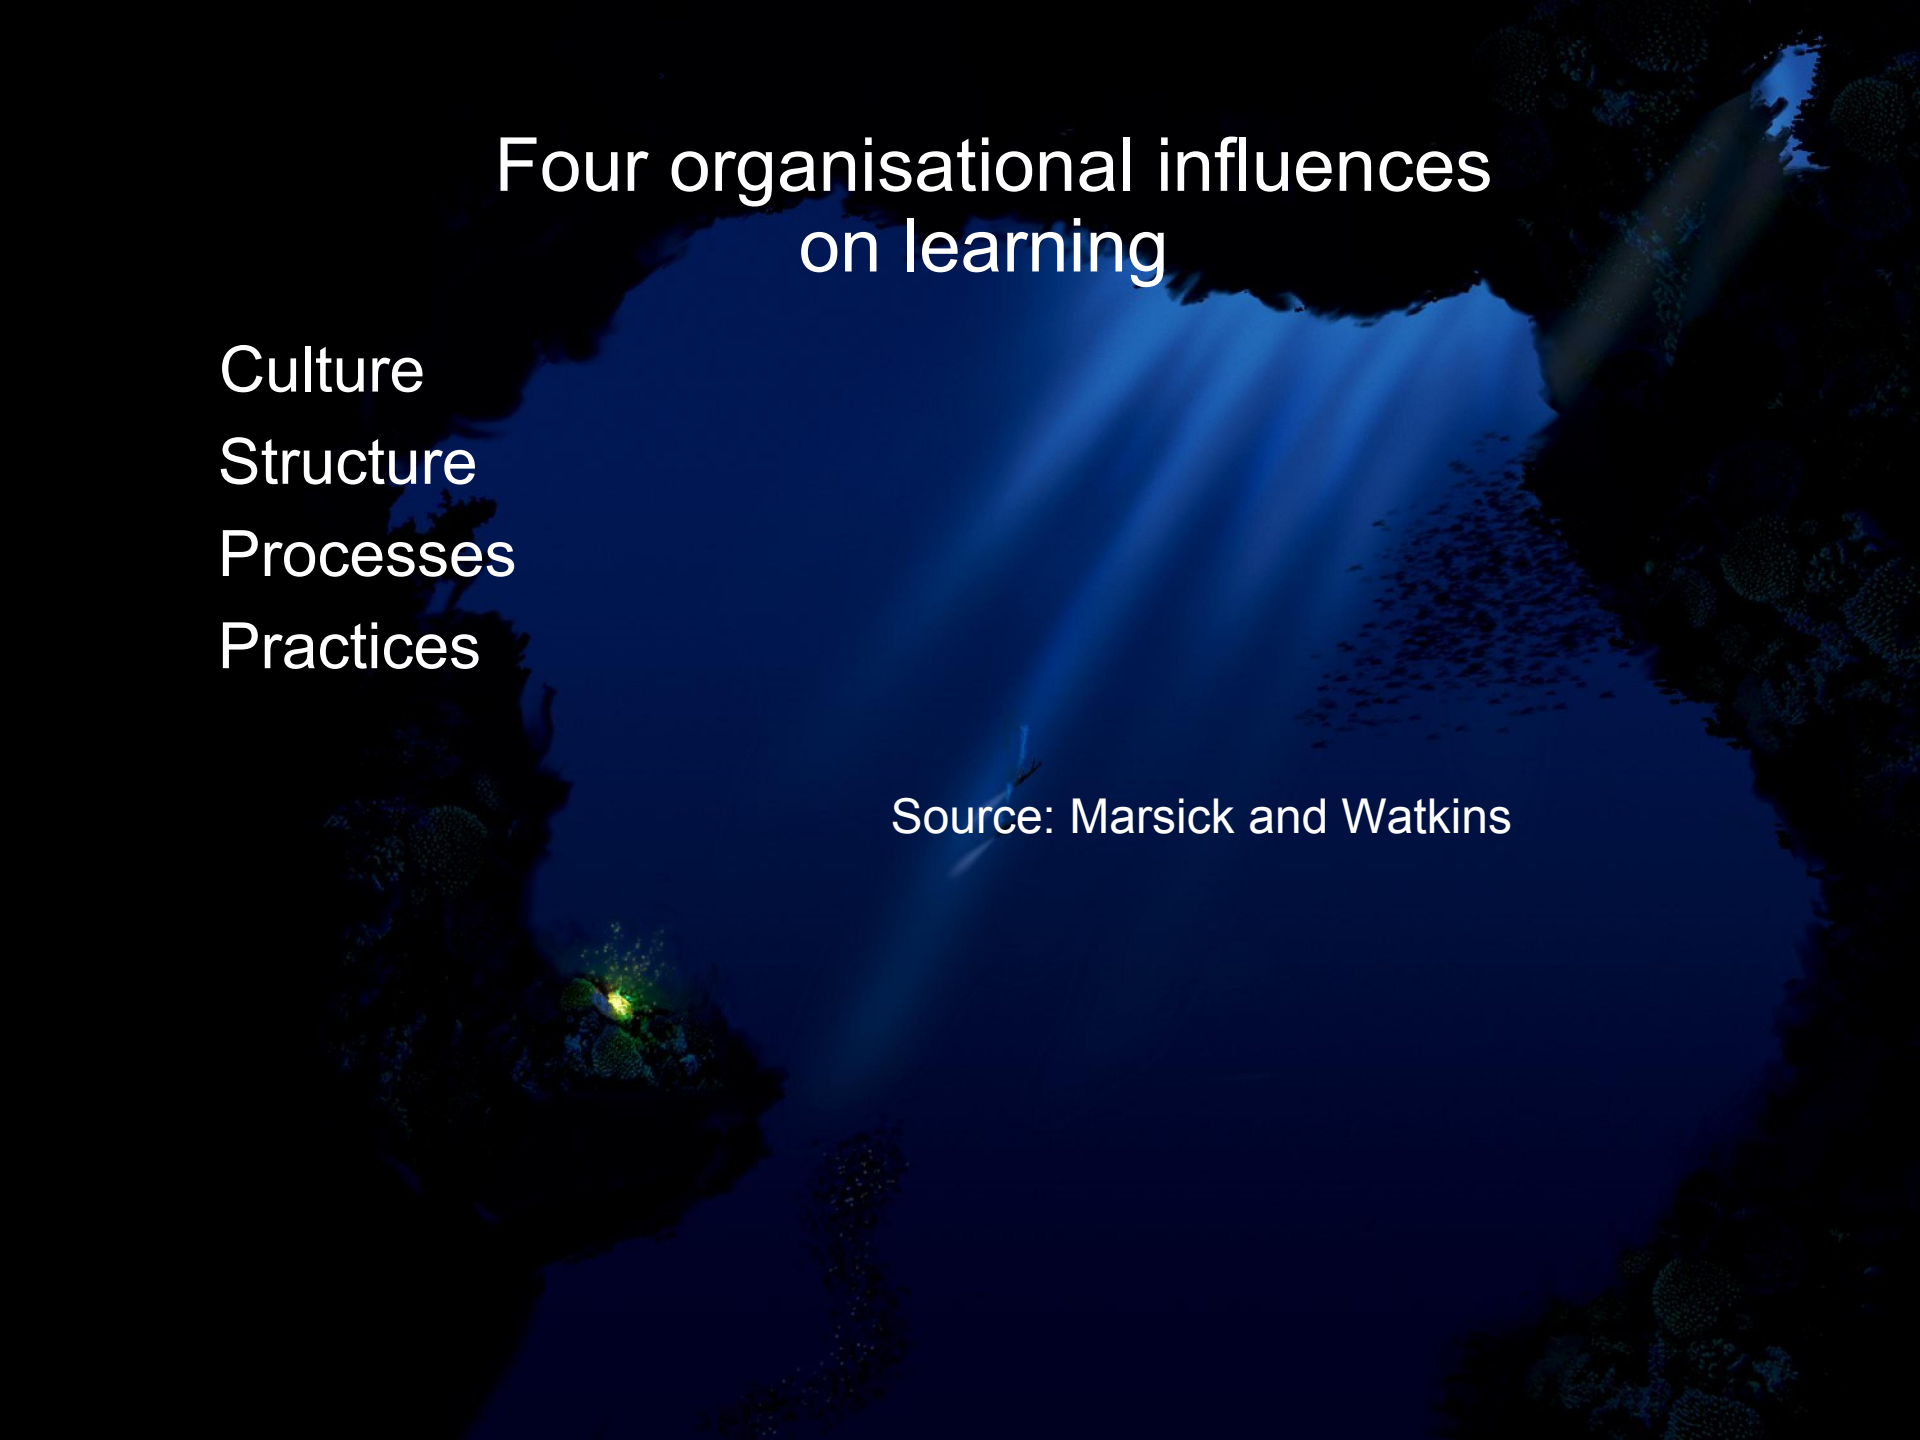 Four organisational influences
on learning
Culture
Structure
Processes
Practices
Source: Marsick and Watkins